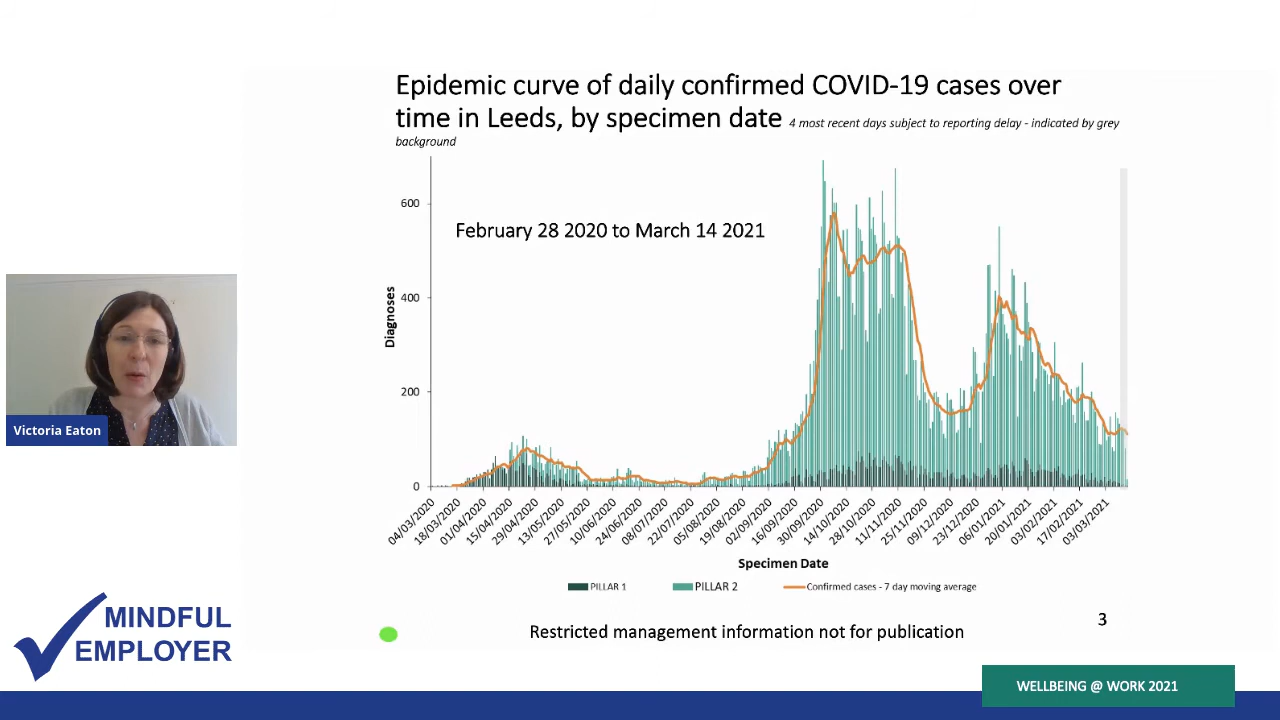 Epidemic curve of daily confirmed COVID-19 cases over
time in Leeds, by specimen date 4 most recent days subject to reporting delay - indicated by grey
background
February 28 2020 to March 14 2021
Diagnoses
600
400
200
0
04/03/2020
18/03/2020
01/04/2020
15/04/2020
29/04/2020
13/05/2020
27/05/2020
10/06/2020
24/06/2020
08/07/2020
22/07/2020
05/08/2020
19/08/2020
02/09/2020
16/09/2020
30/09/2020
14/10/2020
28/10/2020
11/11/2020
25/11/2020
09/12/2020
23/12/2020
06/01/2021
20/01/2021
03/02/2021
17/02/2021
03/03/2021
Specimen Date
PILLAR 1 PILLAR 2 Confirmed cases - 7 day moving average
Victoria Eaton
MINDFUL
EMPLOYER
3
Restricted management information not for publication
WELLBEING @ WORK 2021